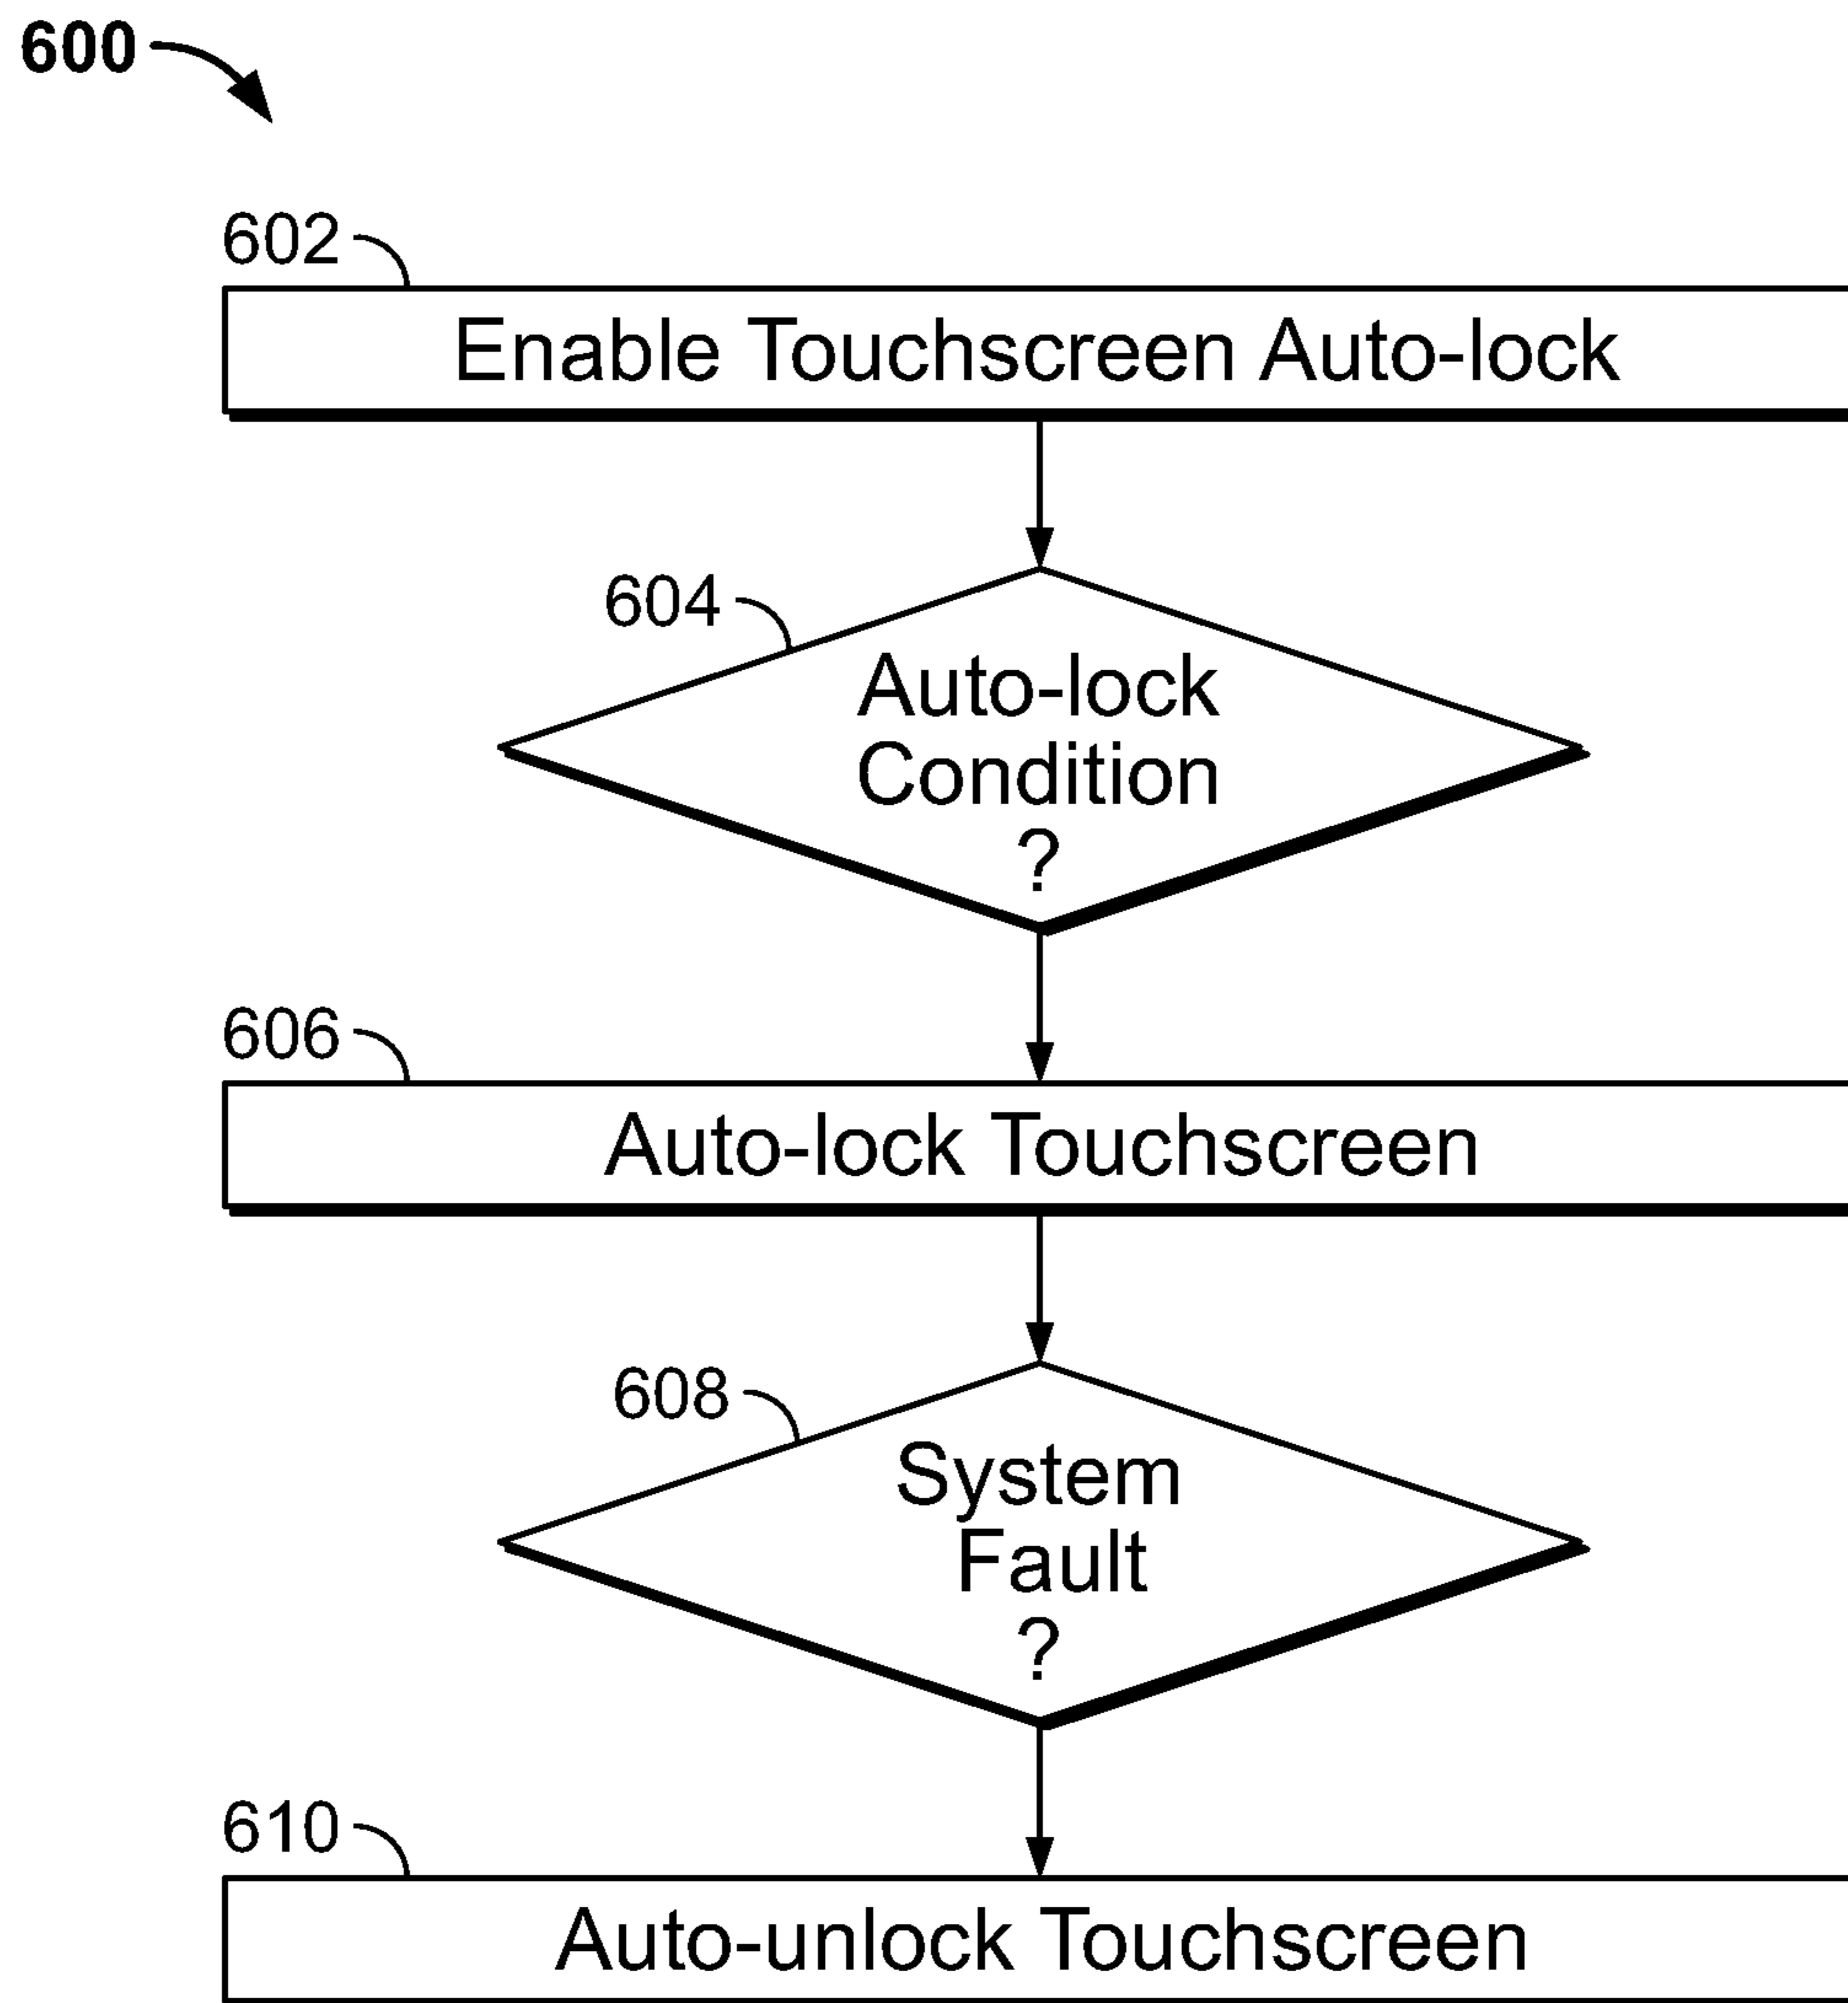 600
602
Enable Touchscreen Auto-lock
604
Auto-lock
Condition
?
606
Auto-lock Touchscreen
608
System
Fault
?
610
Auto-unlock Touchscreen